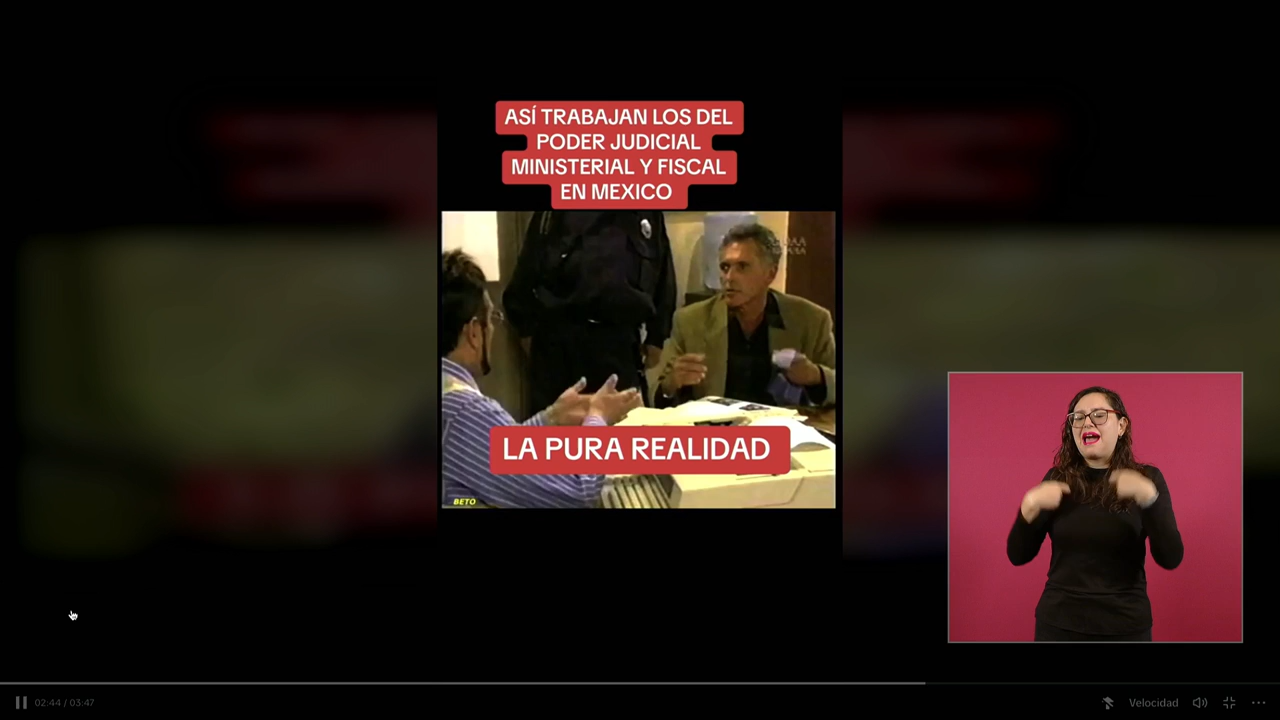 ASÍ TRABAJAN LOS DEL
PODER JUDICIAL
MINISTERIAL Y FISCAL
EN MEXICO
LA PURA REALIDAD
BETO
02:44 / 03:47
Velocidad